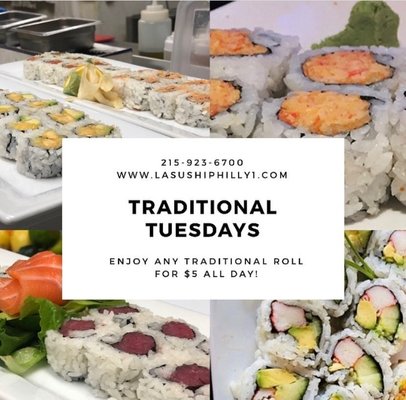 215-923-6700
WWW.LASUSHIPHILLY1.COM
TRADITIONAL
TUESDAYS
ENJOY ANY TRADITIONAL ROLL
FOR $5 ALL DAY!